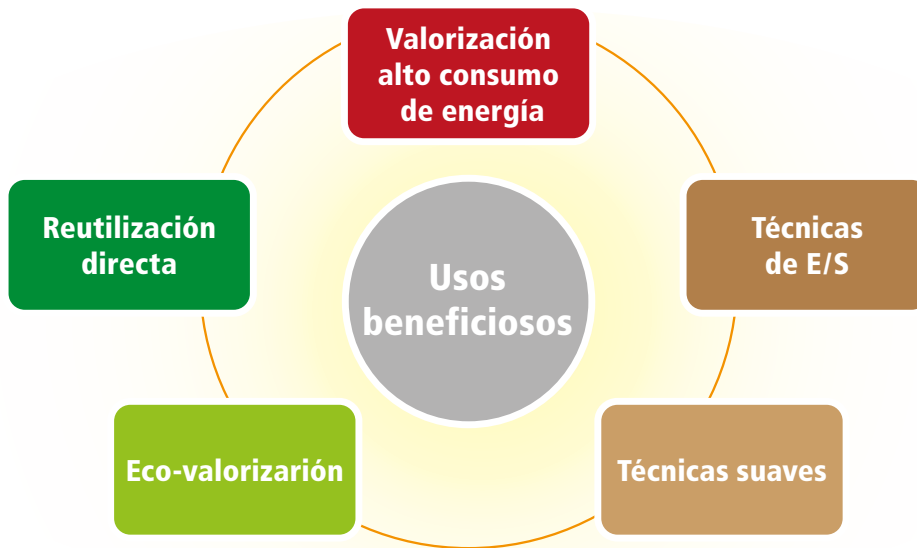 Valorización
alto consumo
de energía
Reutilización
directa
Técnicas
de E/S
Usos
beneficiosos
Eco-valorizarión
Técnicas suaves